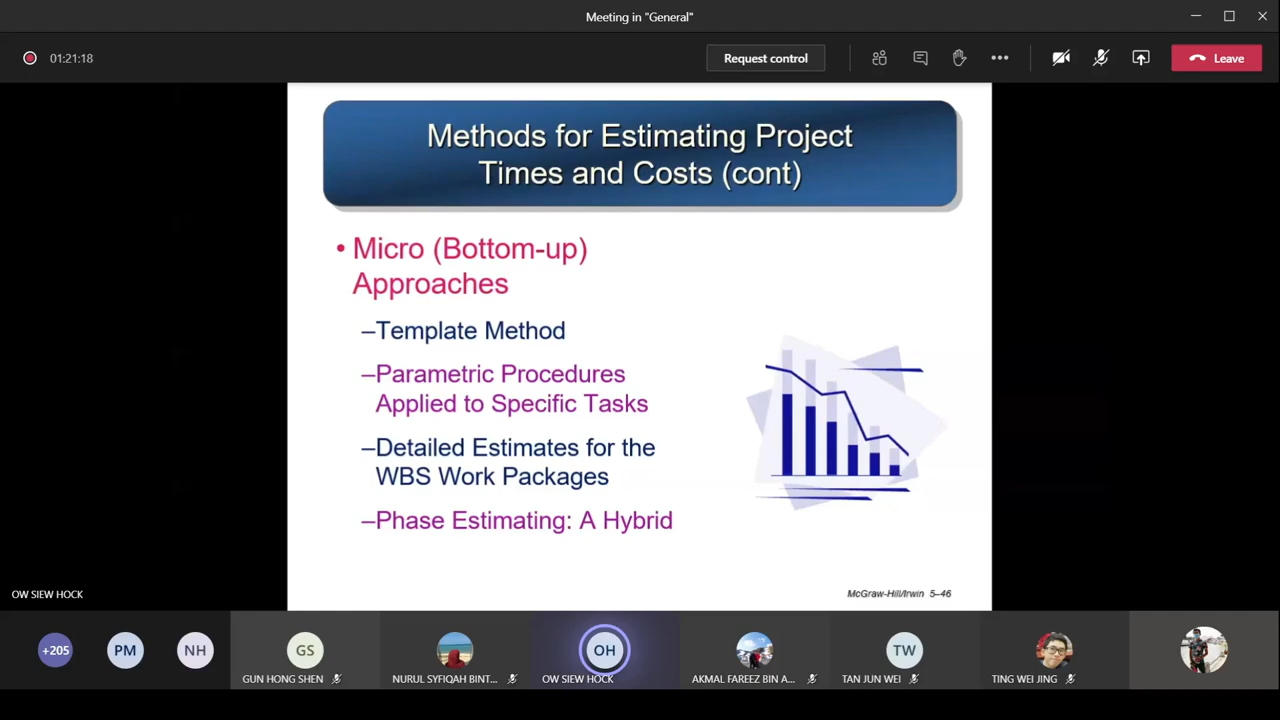 Meeting in "General"
01:21:18
Request control
Leave
Methods for Estimating Project
Times and Costs (cont)
• Micro (Bottom-up)
Approaches
–Template Method
–Parametric Procedures
Applied to Specific Tasks
–Detailed Estimates for the
WBS Work Packages
–Phase Estimating: A Hybrid
McGraw-Hill/Irwin 5–46
OW SIEW HOCK
+205
PM
NH
GS
OH
TW
GUN HONG SHEN
NURUL SYFIQAH BINT...
OW SIEW HOCK
AKMAL FAREEZ BIN A...
TAN JUN WEI
TING WEI JING